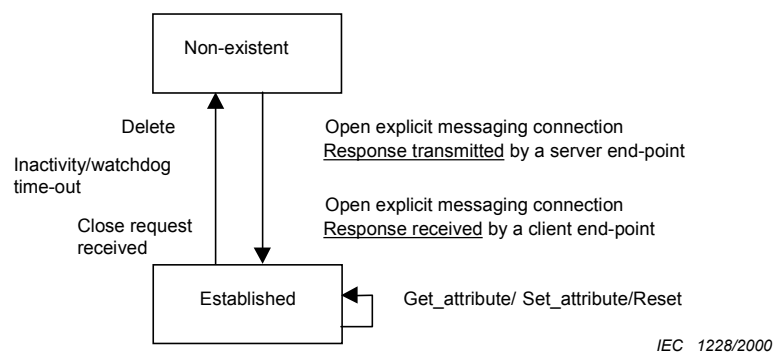 Non-existent
Delete
Inactivity/watchdog
time-out
Close request
received
Open explicit messaging connection
Response transmitted by a server end-point
Open explicit messaging connection
Response received by a client end-point
Established
Get_attribute/ Set_attribute/Reset
IEC 1228/2000